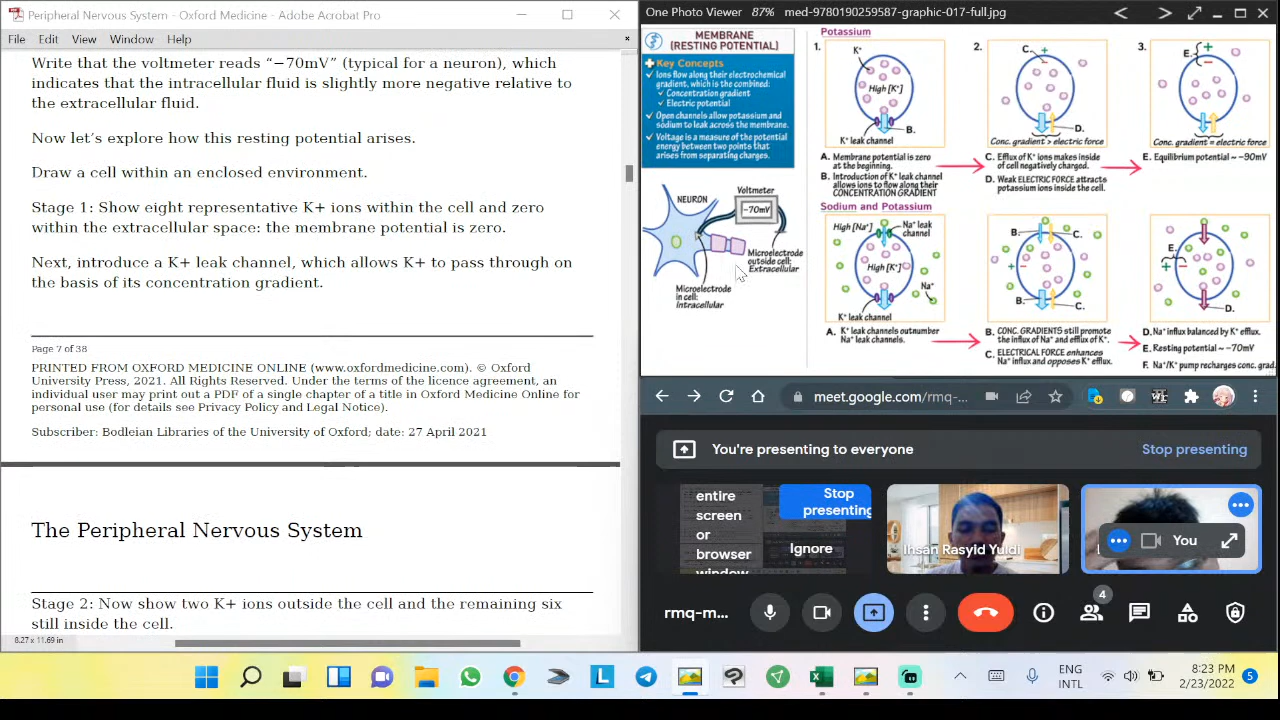 Peripheral Nervous System - Oxford Medicine - Adobe Acrobat Pro
File Edit View Window Help
Write that the voltmeter reads “−70mV” (typical for a neuron), which
indicates that the intracellular fluid is slightly more negative relative to
the extracellular fluid.
Now let’s explore how this resting potential arises.
Draw a cell within an enclosed environment.
Stage 1: Show eight representative K+ ions within the cell and zero
within the extracellular space: the membrane potential is zero.
Next, introduce a K+ leak channel, which allows K+ to pass through on
the basis of its concentration gradient.
Page 7 of 38
PRINTED FROM OXFORD MEDICINE ONLINE (www.oxfordmedicine.com). © Oxford
University Press, 2021. All Rights Reserved. Under the terms of the licence agreement, an
individual user may print out a PDF of a single chapter of a title in Oxford Medicine Online for
personal use (for details see Privacy Policy and Legal Notice).
Subscriber: Bodleian Libraries of the University of Oxford; date: 27 April 2021
The Peripheral Nervous System
Stage 2: Now show two K+ ions outside the cell and the remaining six
still inside the cell.
8.27 x 11.69 in
One Photo Viewer 87% med-9780190259587-graphic-017-full.jpg
MEMBRANE
(RESTING POTENTIAL)
Key Concepts
Ions flow along their electrochemical
gradient, which is the combined:
Concentration gradient
Electric potential
Open channels allow potassium and
sodium to leak across the membrane.
Voltage is a measure of the potential
energy between two points that
arises from separating charges.
NEURON
Voltmeter
-70mV
Microelectrode
outside cell:
Extracellular
Microelectrode
in cell:
Intracellular
Potassium
1.
K+
High [K+]
B.
K+ leak channel
2.
C. +
−
D.
Conc. gradient > electric force
3.
E. +
−
Conc. gradient = electric force
A. Membrane potential is zero
at the beginning.
B. Introduction of K+ leak channel
allows ions to flow along their
CONCENTRATION GRADIENT
C. Efflux of K+ ions makes inside
of cell negatively charged.
D. Weak ELECTRIC FORCE attracts
potassium ions inside the cell.
E. Equilibrium potential ~ -90mV
Sodium and Potassium
High [Na+]
Na+ leak
channel
High [K+]
Na+
K+ leak channel
B. C.
+ −
B. C.
E.
+ −
D.
A. K+ leak channels outnumber
Na+ leak channels.
B. CONC. GRADIENTS still promote
the influx of Na+ and efflux of K+.
C. ELECTRICAL FORCE enhances
Na+ influx and opposes K+ efflux.
D. Na+ influx balanced by K+ efflux.
E. Resting potential ~ -70mV
F. Na+/K+ pump recharges conc. grad.
meet.google.com/rmq-...
You're presenting to everyone
Stop presenting
entire
screen
or
browser
window
Stop
presenting
Ignore
Ihsan Rasyid Yuldi
You
rmq-m...
4
ENG
INTL
8:23 PM
2/23/2022
5